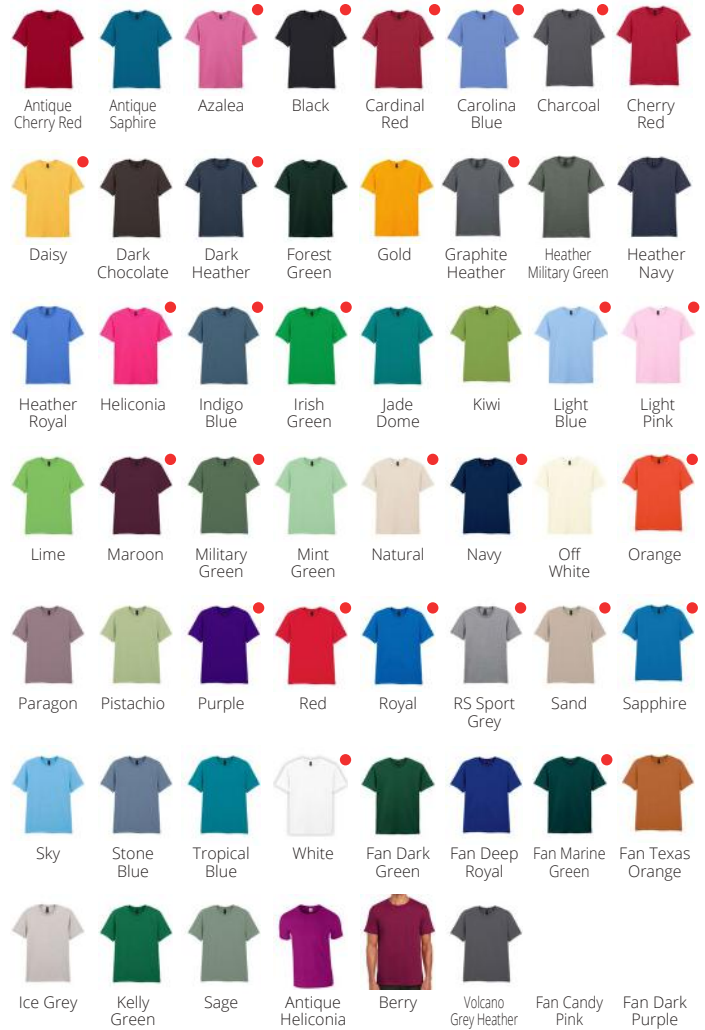 Antique
Cherry Red
Antique
Saphire
Azalea
Black
Cardinal
Red
Carolina
Blue
Charcoal
Cherry
Red
Daisy
Dark
Chocolate
Dark
Heather
Forest
Green
Gold
Graphite
Heather
Heather
Military Green
Heather
Navy
Heather
Royal
Heliconia
Indigo
Blue
Irish
Green
Jade
Dome
Kiwi
Light
Blue
Light
Pink
Lime
Maroon
Military
Green
Mint
Green
Natural
Navy
Off
White
Orange
Paragon
Pistachio
Purple
Red
Royal
RS Sport
Grey
Sand
Sapphire
Sky
Stone
Blue
Tropical
Blue
White
Fan Dark
Green
Fan Deep
Royal
Fan Marine
Green
Fan Texas
Orange
Ice Grey
Kelly
Green
Sage
Antique
Heliconia
Berry
Volcano
Grey Heather
Fan Candy
Pink
Fan Dark
Purple